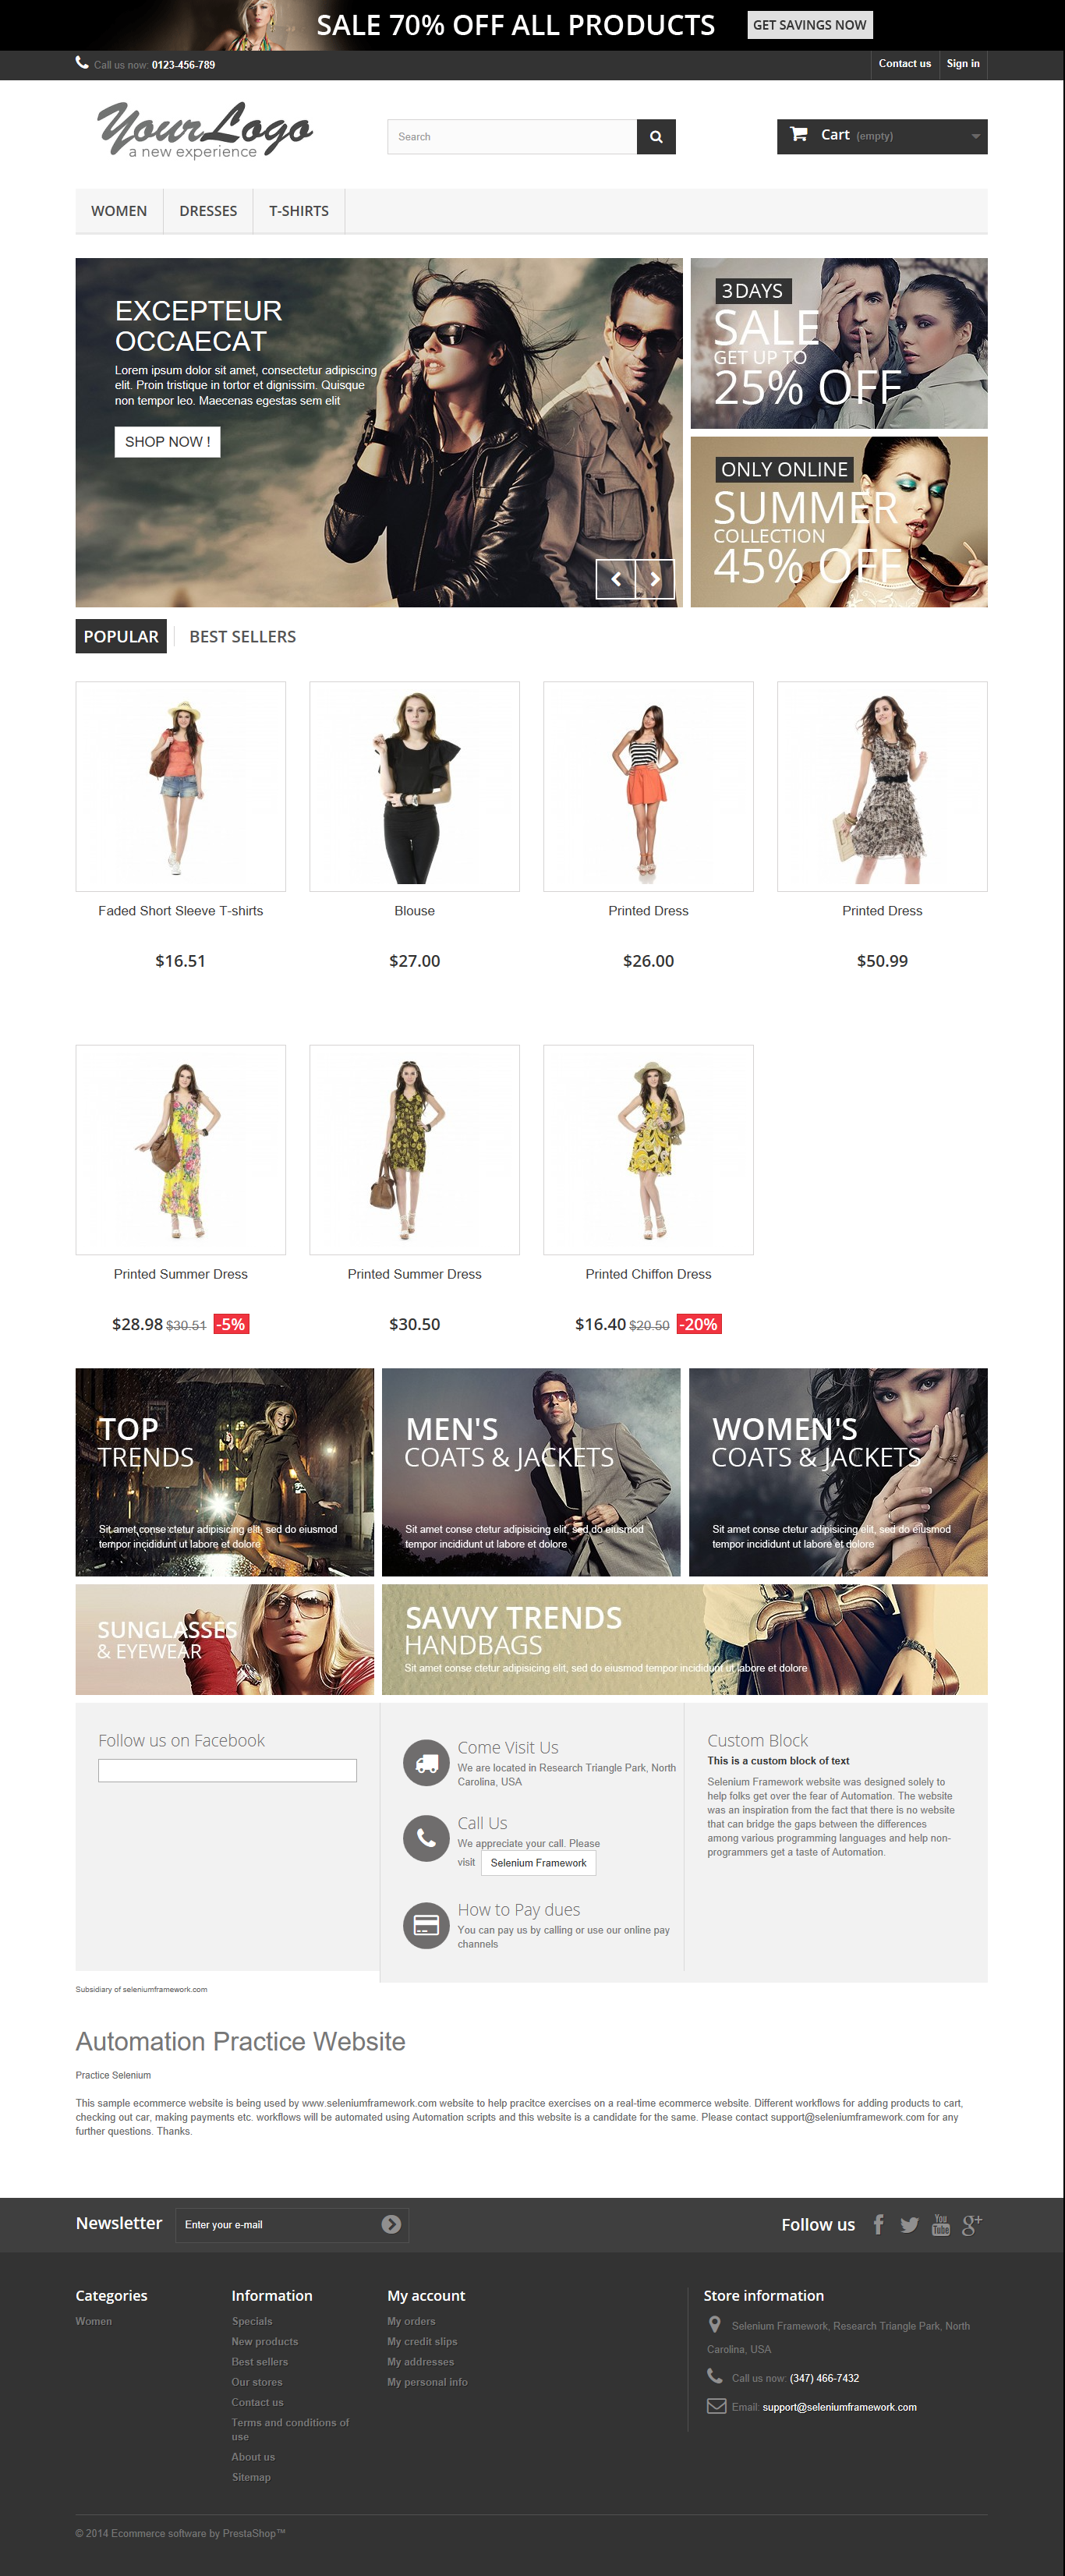 SALE 70% OFF ALL PRODUCTS
GET SAVINGS NOW
Call us now: 0123-456-789
Contact us
Sign in
YourLogo
a new experience
Search
Cart (empty)
WOMEN
DRESSES
T-SHIRTS
EXCEPTEUR
OCCAECAT
Lorem ipsum dolor sit amet, consectetur adipiscing
elit. Proin tristique in tortor et dignissim. Quisque
non tempor leo. Maecenas egestas sem elit
SHOP NOW !
3DAYS
SALE
GET UP TO
25% OFF
ONLY ONLINE
SUMMER
COLLECTION
45% OFF
POPULAR
BEST SELLERS
Faded Short Sleeve T-shirts
$16.51
Blouse
$27.00
Printed Dress
$26.00
Printed Dress
$50.99
Printed Summer Dress
$28.98 $30.51 -5%
Printed Summer Dress
$30.50
Printed Chiffon Dress
$16.40 $20.50 -20%
TOP
TRENDS
Sit amet conse ctetur adipisicing elit, sed do eiusmod
tempor incididunt ut labore et dolore
MEN'S
COATS & JACKETS
Sit amet conse ctetur adipisicing elit, sed do eiusmod
tempor incididunt ut labore et dolore
WOMEN'S
COATS & JACKETS
Sit amet conse ctetur adipisicing elit, sed do eiusmod
tempor incididunt ut labore et dolore
SUNGLASSES
& EYEWEAR
SAVVY TRENDS
HANDBAGS
Sit amet conse ctetur adipisicing elit, sed do eiusmod tempor incididunt ut labore et dolore
Follow us on Facebook
Come Visit Us
We are located in Research Triangle Park, North
Carolina, USA
Call Us
We appreciate your call. Please
visit Selenium Framework
How to Pay dues
You can pay us by calling or use our online pay
channels
Custom Block
This is a custom block of text
Selenium Framework website was designed solely to
help folks get over the fear of Automation. The website
was an inspiration from the fact that there is no website
that can bridge the gaps between the differences
among various programming languages and help non-
programmers get a taste of Automation.
Subsidiary of seleniumframework.com
Automation Practice Website
Practice Selenium
This sample ecommerce website is being used by www.seleniumframework.com website to help pracitce exercises on a real-time ecommerce website. Different workflows for adding products to cart,
checking out car, making payments etc. workflows will be automated using Automation scripts and this website is a candidate for the same. Please contact support@seleniumframework.com for any
further questions. Thanks.
Newsletter
Enter your e-mail
Follow us
You
Tube
Categories
Women
Information
Specials
New products
Best sellers
Our stores
Contact us
Terms and conditions of
use
About us
Sitemap
My account
My orders
My credit slips
My addresses
My personal info
Store information
Selenium Framework, Research Triangle Park, North
Carolina, USA
Call us now: (347) 466-7432
Email: support@seleniumframework.com
© 2014 Ecommerce software by PrestaShop™